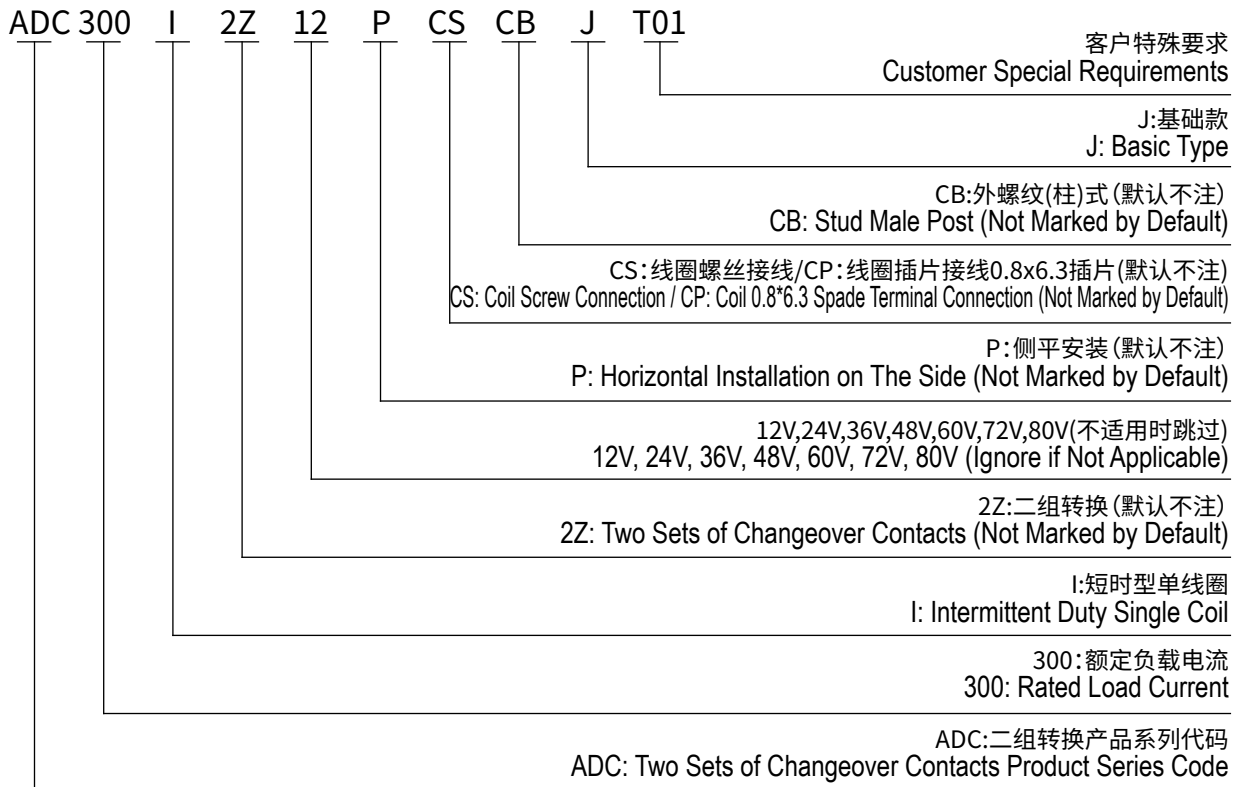 ADC 300 I 2Z 12 P CS CB J T01
客户特殊要求
Customer Special Requirements
J:基础款
J: Basic Type
CB:外螺纹(柱)式(默认不注)
CB: Stud Male Post (Not Marked by Default)
CS:线圈螺丝接线/CP:线圈插片接线0.8x6.3插片(默认不注)
CS: Coil Screw Connection / CP: Coil 0.8*6.3 Spade Terminal Connection (Not Marked by Default)
P:侧平安装(默认不注)
P: Horizontal Installation on The Side (Not Marked by Default)
12V,24V,36V,48V,60V,72V,80V(不适用时跳过)
12V, 24V, 36V, 48V, 60V, 72V, 80V (Ignore if Not Applicable)
2Z:二组转换(默认不注)
2Z: Two Sets of Changeover Contacts (Not Marked by Default)
I:短时型单线圈
I: Intermittent Duty Single Coil
300:额定负载电流
300: Rated Load Current
ADC:二组转换产品系列代码
ADC: Two Sets of Changeover Contacts Product Series Code